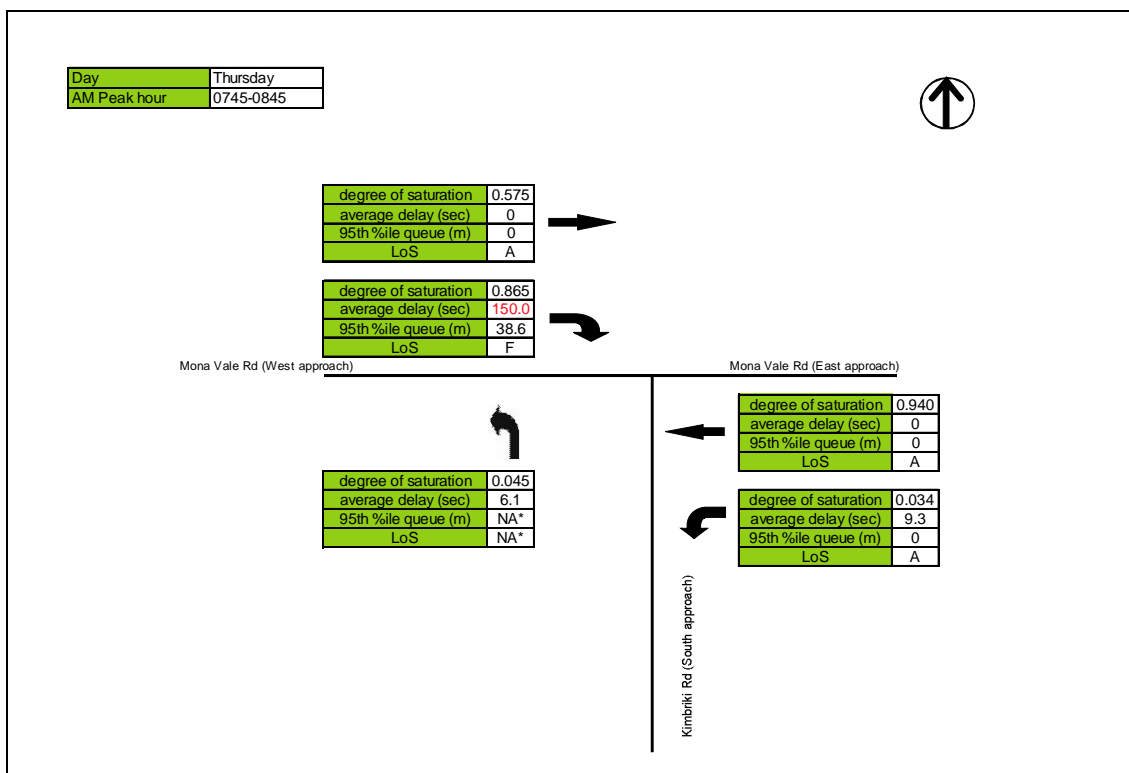 Day Thursday
AM Peak hour 0745-0845
degree of saturation 0.575
average delay (sec) 0
95th %ile queue (m) 0
LoS A
degree of saturation 0.865
average delay (sec) 150.0
95th %ile queue (m) 38.6
LoS F
Mona Vale Rd (West approach)
Mona Vale Rd (East approach)
degree of saturation 0.940
average delay (sec) 0
95th %ile queue (m) 0
LoS A
degree of saturation 0.045
average delay (sec) 6.1
95th %ile queue (m) NA*
LoS NA*
degree of saturation 0.034
average delay (sec) 9.3
95th %ile queue (m) 0
LoS A
Kimbriki Rd (South approach)